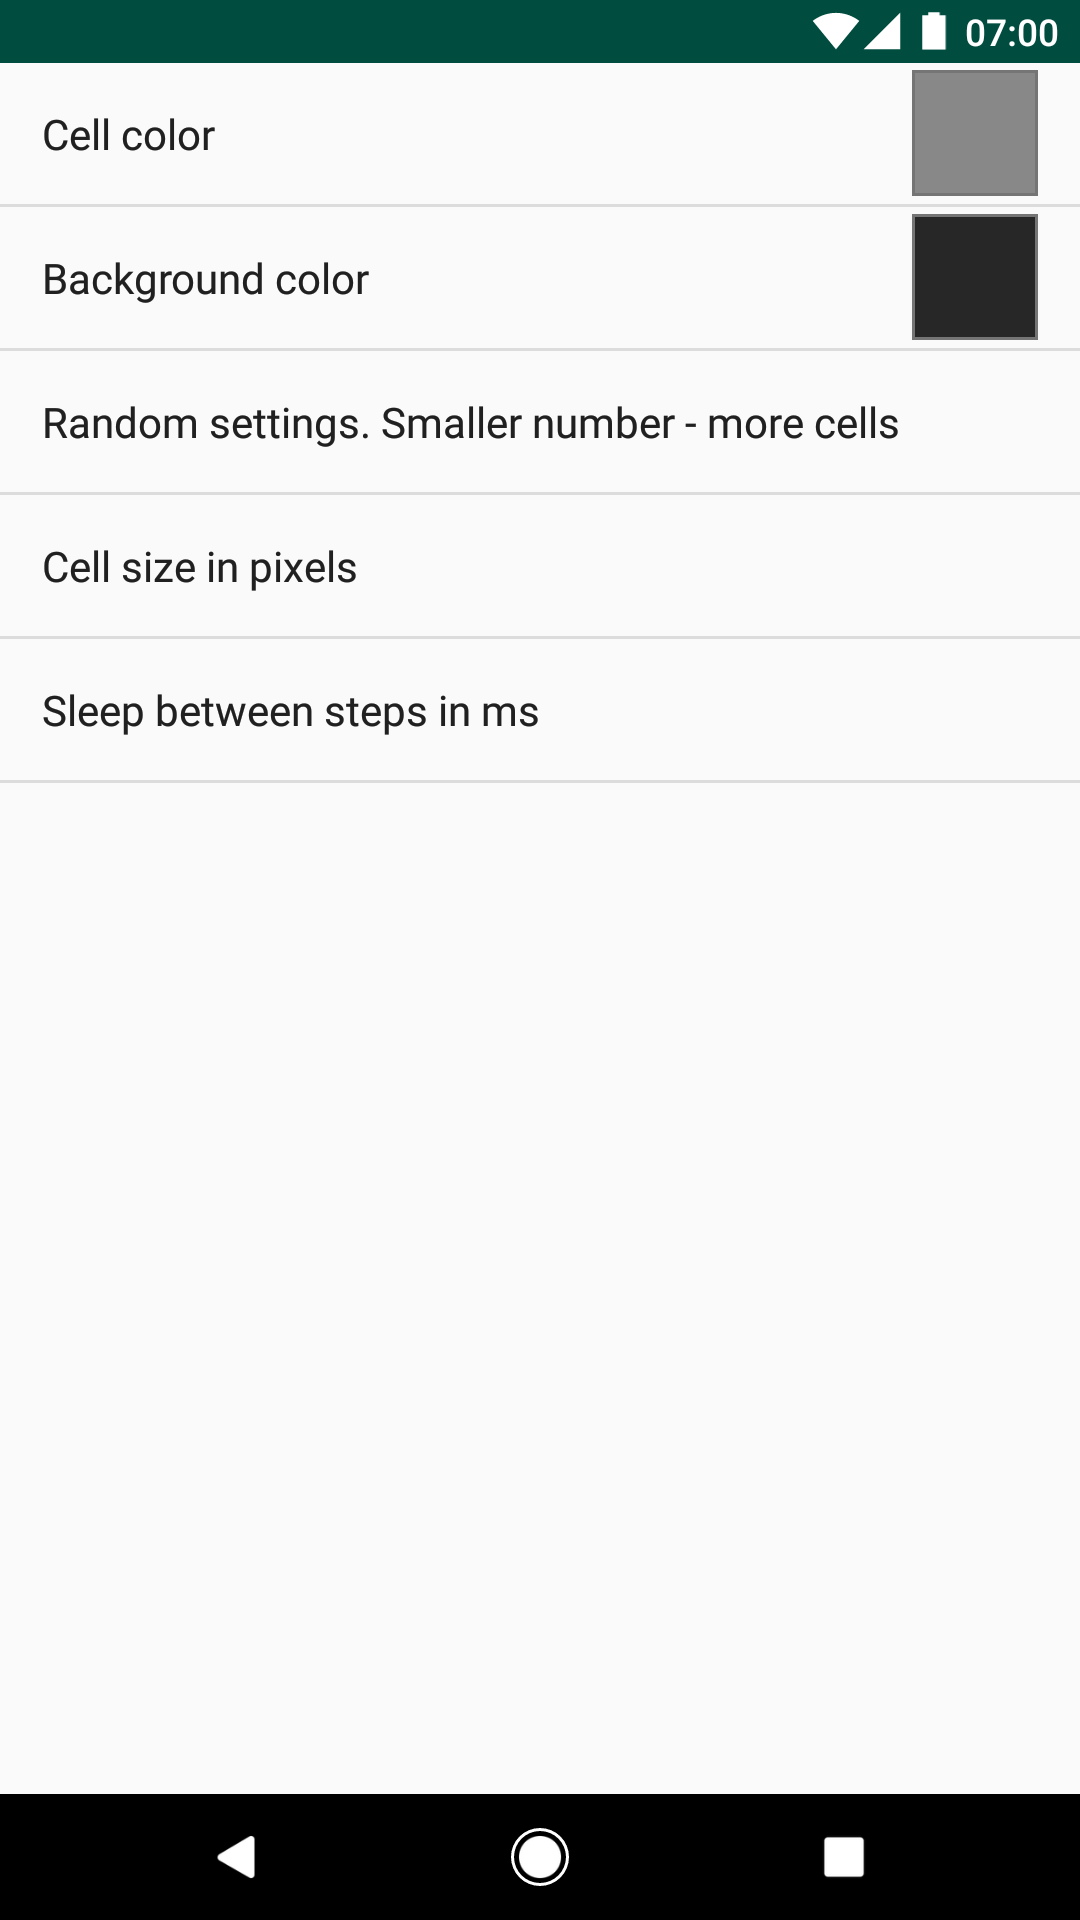 07:00
Cell color
Background color
Random settings. Smaller number - more cells
Cell size in pixels
Sleep between steps in ms